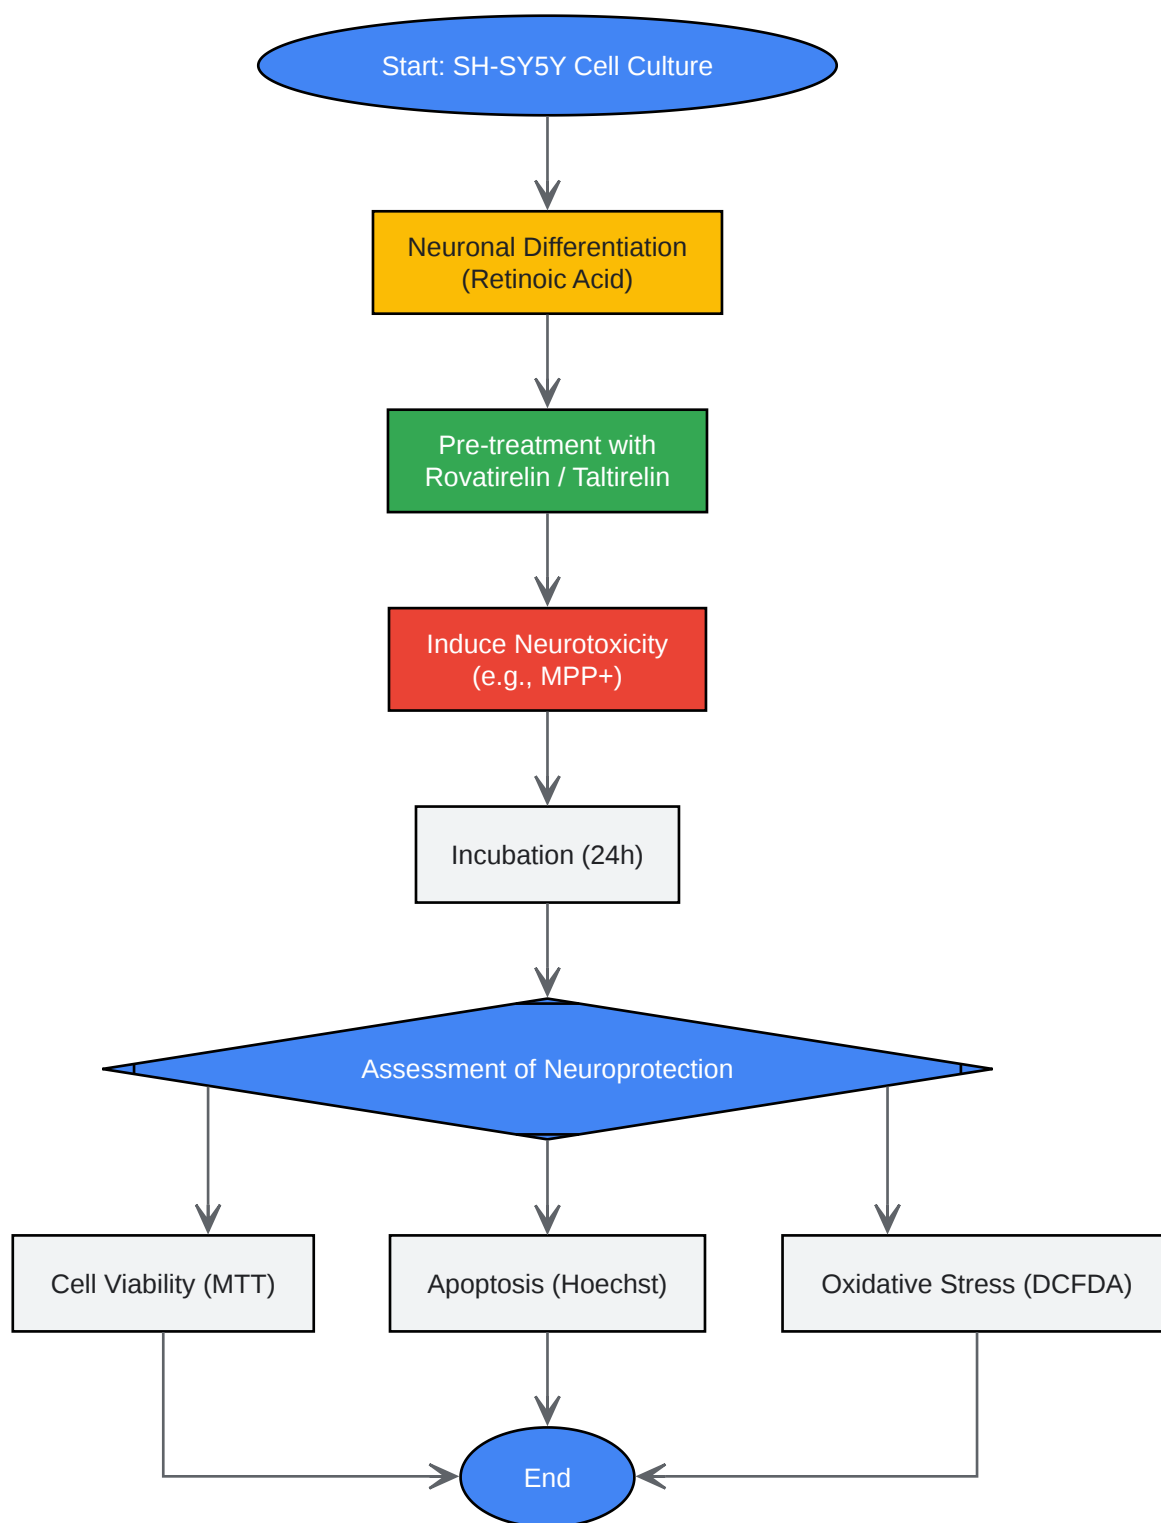 Start: SH-SY5Y Cell Culture
Neuronal Differentiation
(Retinoic Acid)
Pre-treatment with
Rovatirelin / Taltirelin
Induce Neurotoxicity
(e.g., MPP+)
Incubation (24h)
Assessment of Neuroprotection
Cell Viability (MTT)
Apoptosis (Hoechst)
Oxidative Stress (DCFDA)
End